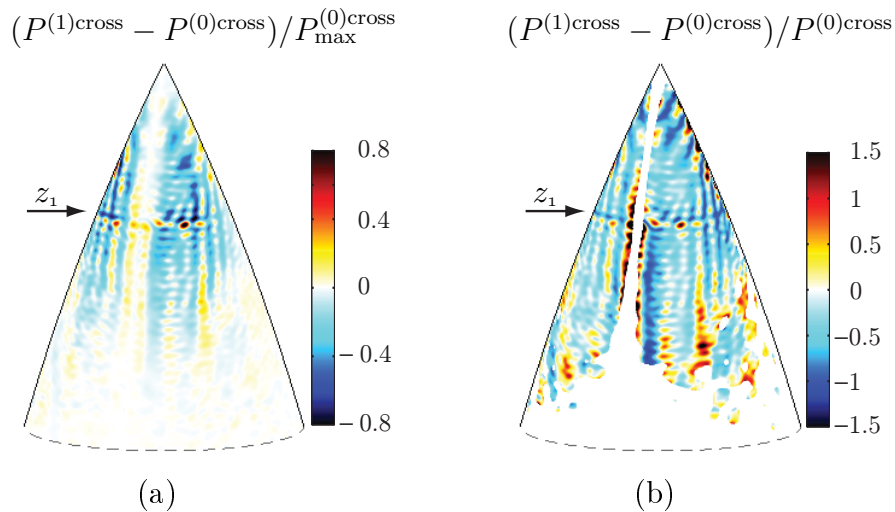 (P^{(1)cross} − P^{(0)cross})/P_{max}^{(0)cross}
(P^{(1)cross} − P^{(0)cross})/P^{(0)cross}
z₁
0.8
0.4
0
−0.4
−0.8
z₁
1.5
1
0.5
0
−0.5
−1
−1.5
(a)
(b)